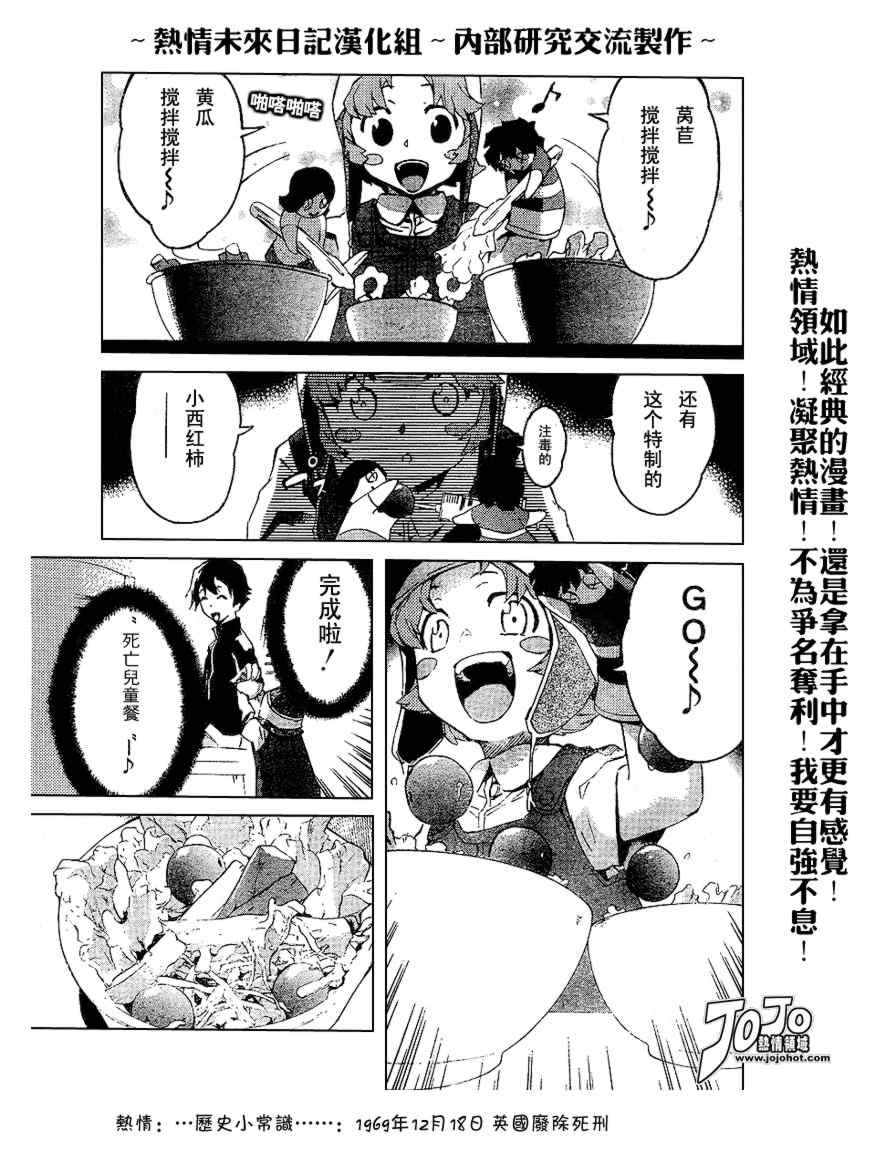 ~熱情未來日記漢化組~內部研究交流製作~
萵苣
搅拌搅拌~♪
啪嗒啪嗒
黄瓜
搅拌搅拌~♪
还有
这个特制的
注毒的
小西红柿
——
GO~♪
完成啦！
〝死亡兒童餐〞—♪
如此經典的漫畫！還是拿在手中才更有感覺！
熱情領域！凝聚熱情！不為爭名奪利！我要自強不息！
JOJO
熱情領域
www.jojohot.com
熱情：…歷史小常識……：1969年12月18日 英國廢除死刑